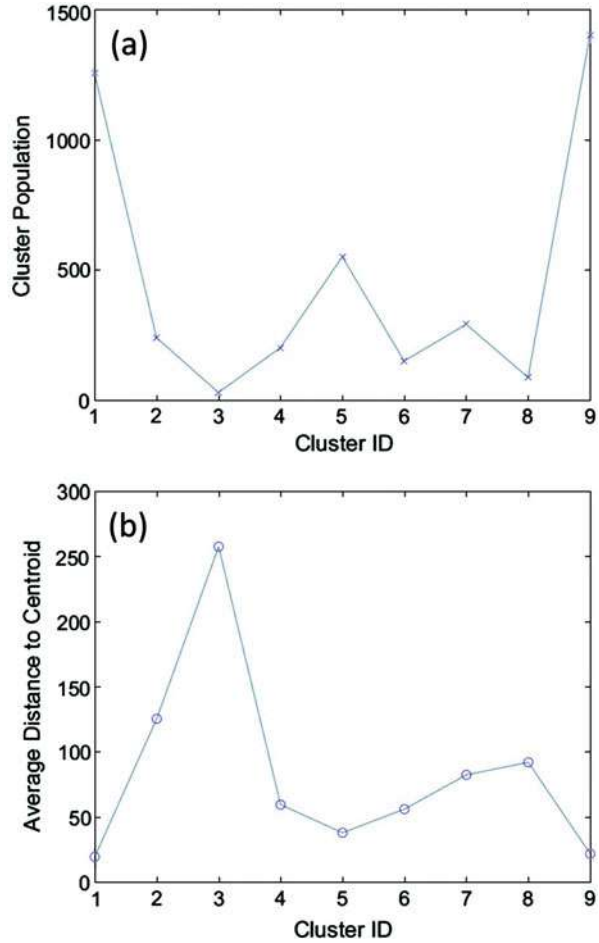 (a)
Cluster Population
1500
1000
500
0
1 2 3 4 5 6 7 8 9
Cluster ID
(b)
Average Distance to Centroid
300
250
200
150
100
50
0
1 2 3 4 5 6 7 8 9
Cluster ID